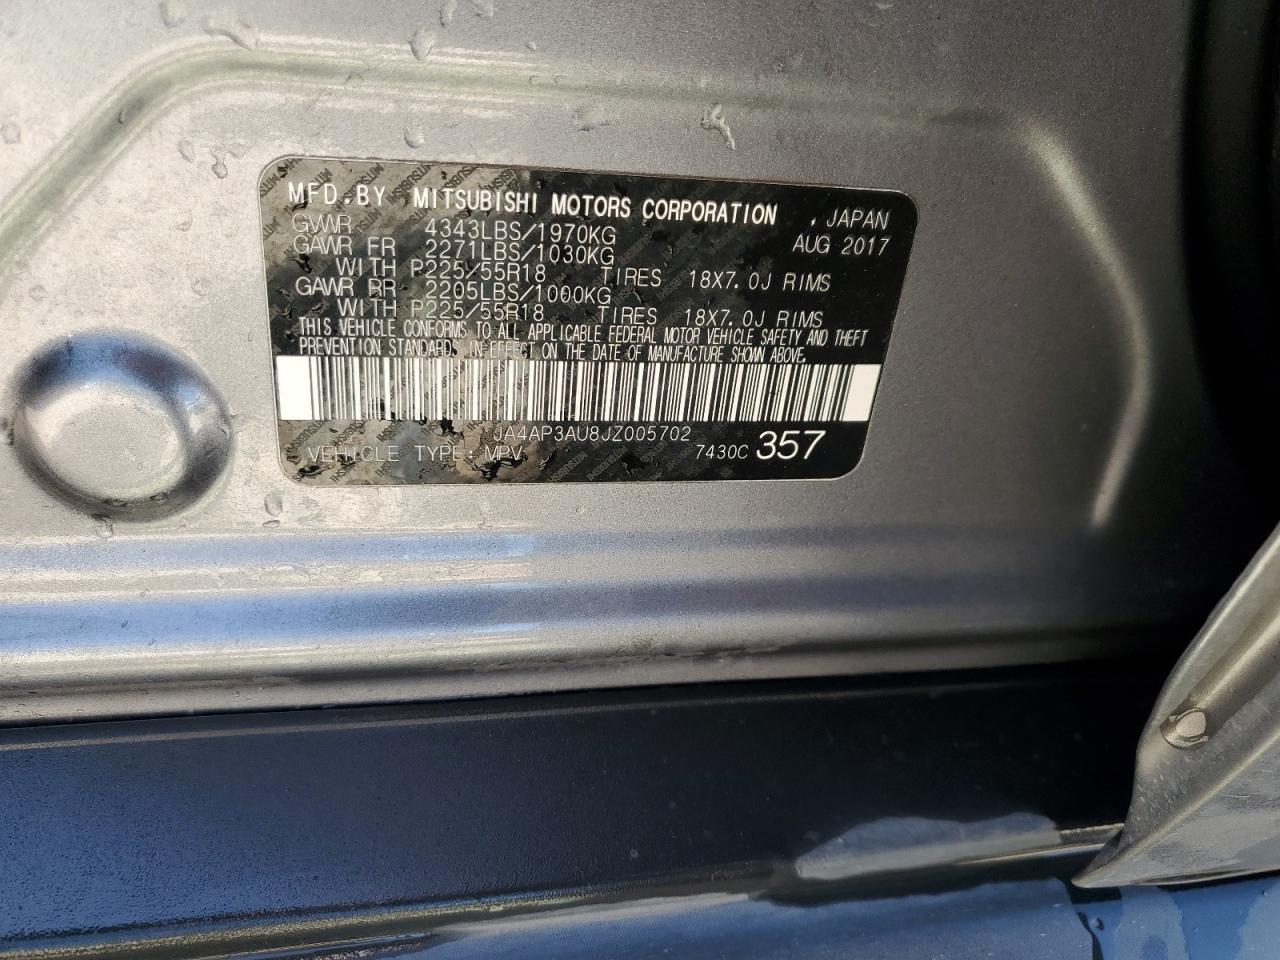 MFD.BY MITSUBISHI MOTORS CORPORATION , JAPAN
GVWR 4343LBS/1970KG AUG 2017
GAWR FR 2271LBS/1030KG
WITH P225/55R18 TIRES 18X7.0J RIMS
GAWR RR 2205LBS/1000KG
WITH P225/55R18 TIRES 18X7.0J RIMS
THIS VEHICLE CONFORMS TO ALL APPLICABLE FEDERAL MOTOR VEHICLE SAFETY AND THEFT
PREVENTION STANDARDS IN EFFECT ON THE DATE OF MANUFACTURE SHOWN ABOVE.
JA4AP3AU8JZ005702
VEHICLE TYPE: MPV 7430C 357